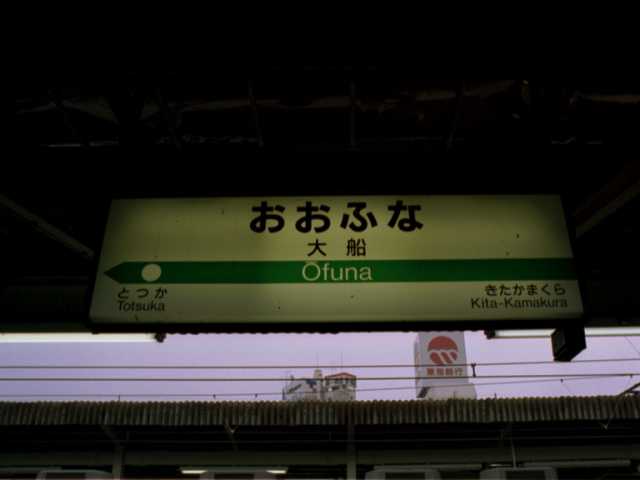 おおふな
大船
Ōfuna
とつか
Totsuka
きたかまくら
Kita-Kamakura